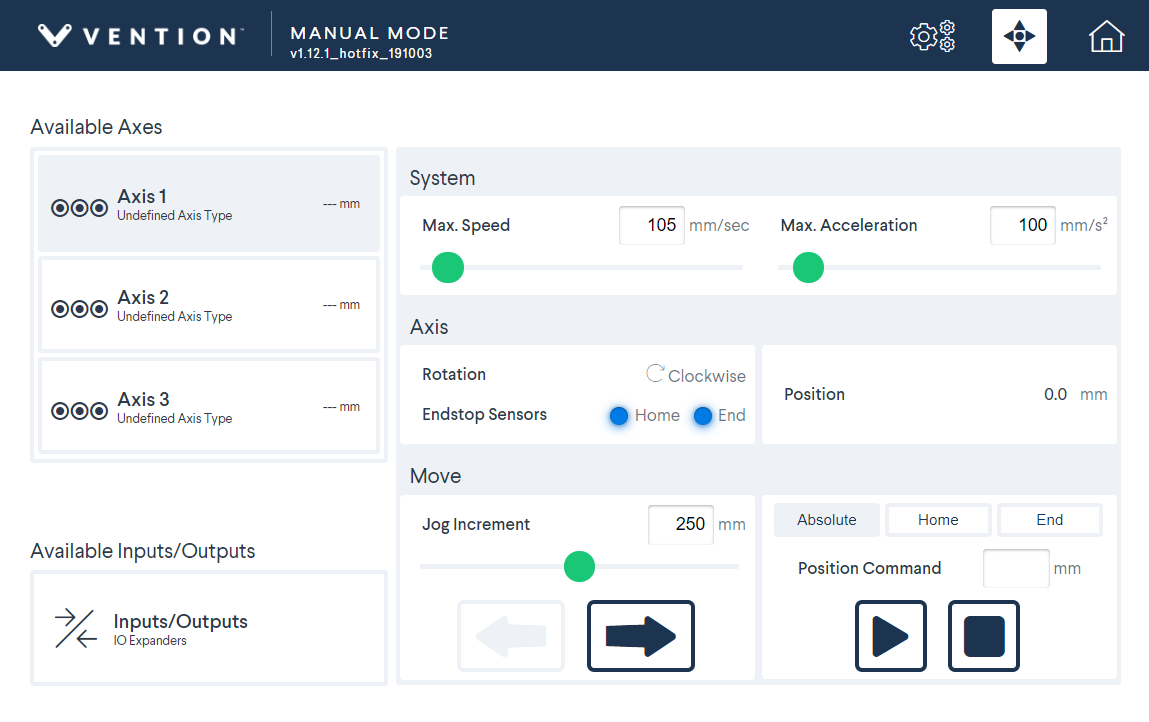 VENTION™
MANUAL MODE
v1.12.1_hotfix_191003
Available Axes
Axis 1
Undefined Axis Type
--- mm
Axis 2
Undefined Axis Type
--- mm
Axis 3
Undefined Axis Type
--- mm
Available Inputs/Outputs
Inputs/Outputs
IO Expanders
System
Max. Speed 105 mm/sec
Max. Acceleration 100 mm/s²
Axis
Rotation Clockwise
Endstop Sensors Home End
Position 0.0 mm
Move
Jog Increment 250 mm
Absolute Home End
Position Command mm